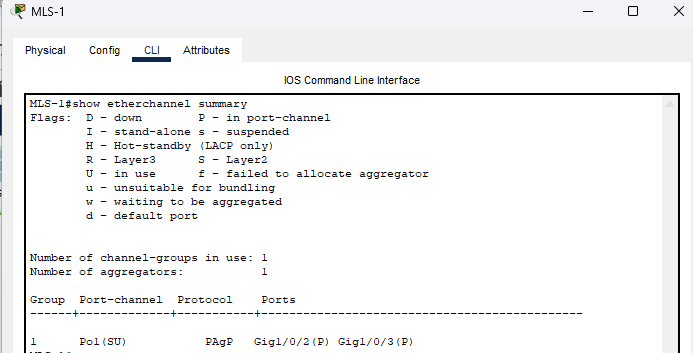 MLS-1
Physical Config CLI Attributes
IOS Command Line Interface
MLS-1#show etherchannel summary
Flags:  D - down        P - in port-channel
        I - stand-alone s - suspended
        H - Hot-standby (LACP only)
        R - Layer3      S - Layer2
        U - in use      f - failed to allocate aggregator
        u - unsuitable for bundling
        w - waiting to be aggregated
        d - default port
Number of channel-groups in use: 1
Number of aggregators:           1
Group  Port-channel  Protocol    Ports
------+-------------+-----------+----------------------------------------------
1      Po1(SU)           PAgP   Gig1/0/2(P) Gig1/0/3(P)